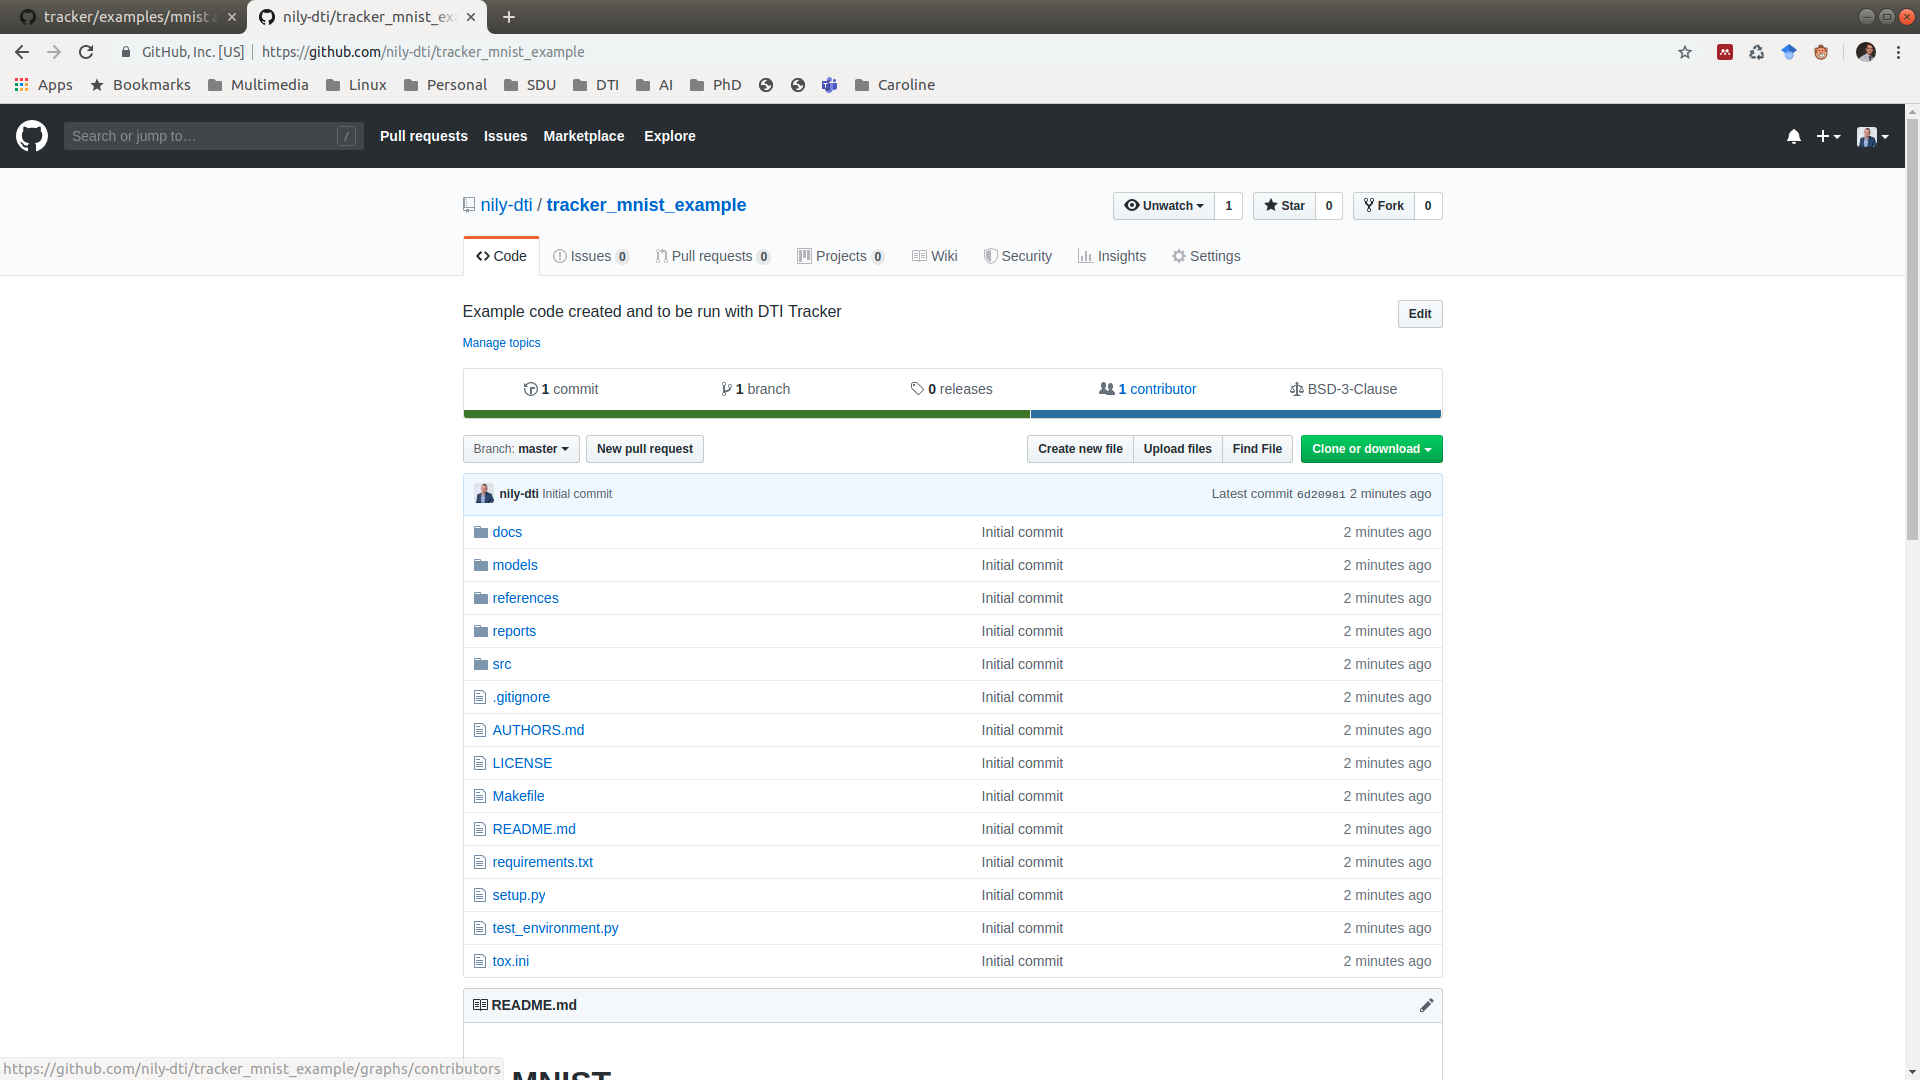 tracker/examples/mnist a
nily-dti/tracker_mnist_exa
GitHub, Inc. [US] https://github.com/nily-dti/tracker_mnist_example
Apps Bookmarks Multimedia Linux Personal SDU DTI AI PhD Caroline
Search or jump to… / Pull requests Issues Marketplace Explore
nily-dti / tracker_mnist_example Unwatch 1 Star 0 Fork 0
Code Issues 0 Pull requests 0 Projects 0 Wiki Security Insights Settings
Example code created and to be run with DTI Tracker Edit
Manage topics
1 commit 1 branch 0 releases 1 contributor BSD-3-Clause
Branch: master New pull request Create new file Upload files Find File Clone or download
nily-dti Initial commit Latest commit 6d20981 2 minutes ago
docs Initial commit 2 minutes ago
models Initial commit 2 minutes ago
references Initial commit 2 minutes ago
reports Initial commit 2 minutes ago
src Initial commit 2 minutes ago
.gitignore Initial commit 2 minutes ago
AUTHORS.md Initial commit 2 minutes ago
LICENSE Initial commit 2 minutes ago
Makefile Initial commit 2 minutes ago
README.md Initial commit 2 minutes ago
requirements.txt Initial commit 2 minutes ago
setup.py Initial commit 2 minutes ago
test_environment.py Initial commit 2 minutes ago
tox.ini Initial commit 2 minutes ago
README.md
MNIST
https://github.com/nily-dti/tracker_mnist_example/graphs/contributors